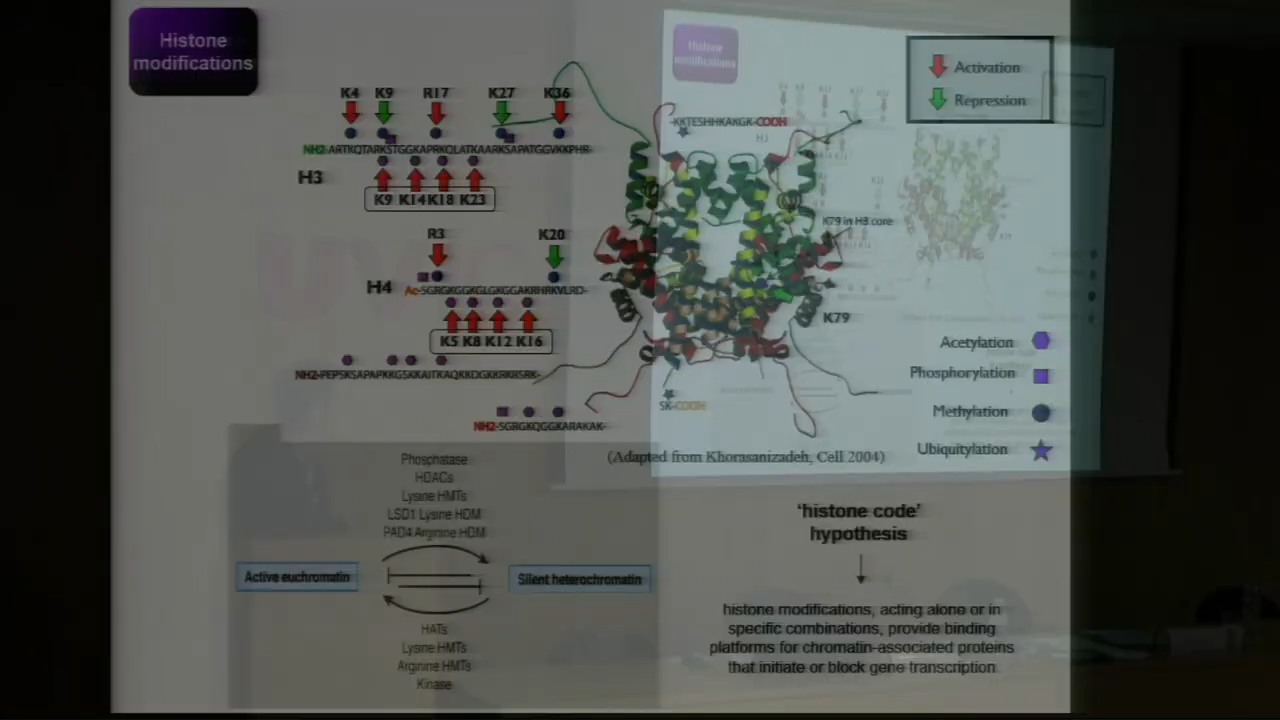 Histone
modifications
K4 K9 R17 K27 K36
NH2-ARTKQTARKSTGGKAPRKQLATKAARKSAPATGGVKKPHR-
H3
K9 K14 K18 K23
R3 K20
H4
Ac-SGRGKGGKGLGKGGAKRHRKVLRD-
K5 K8 K12 K16
NH2-PEPSKSAPAPKKGSKKAITKAQKKDGKKRKRSRK-
NH2-SGRGKQGGKARAKAK-
Histone
modifications
-KKTESHHKAKGK-COOH
Activation
Repression
K79 in H3 core
K79
SK-COOH
Acetylation
Phosphorylation
Methylation
Ubiquitylation
(Adapted from Khorasanizadeh, Cell 2004)
Phosphatase
HDACs
Lysine HMTs
LSD1 Lysine HDM
PAD4 Arginine HDM
Active euchromatin
Silent heterochromatin
HATs
Lysine HMTs
Arginine HMTs
Kinase
'histone code'
hypothesis
histone modifications, acting alone or in
specific combinations, provide binding
platforms for chromatin-associated proteins
that initiate or block gene transcription